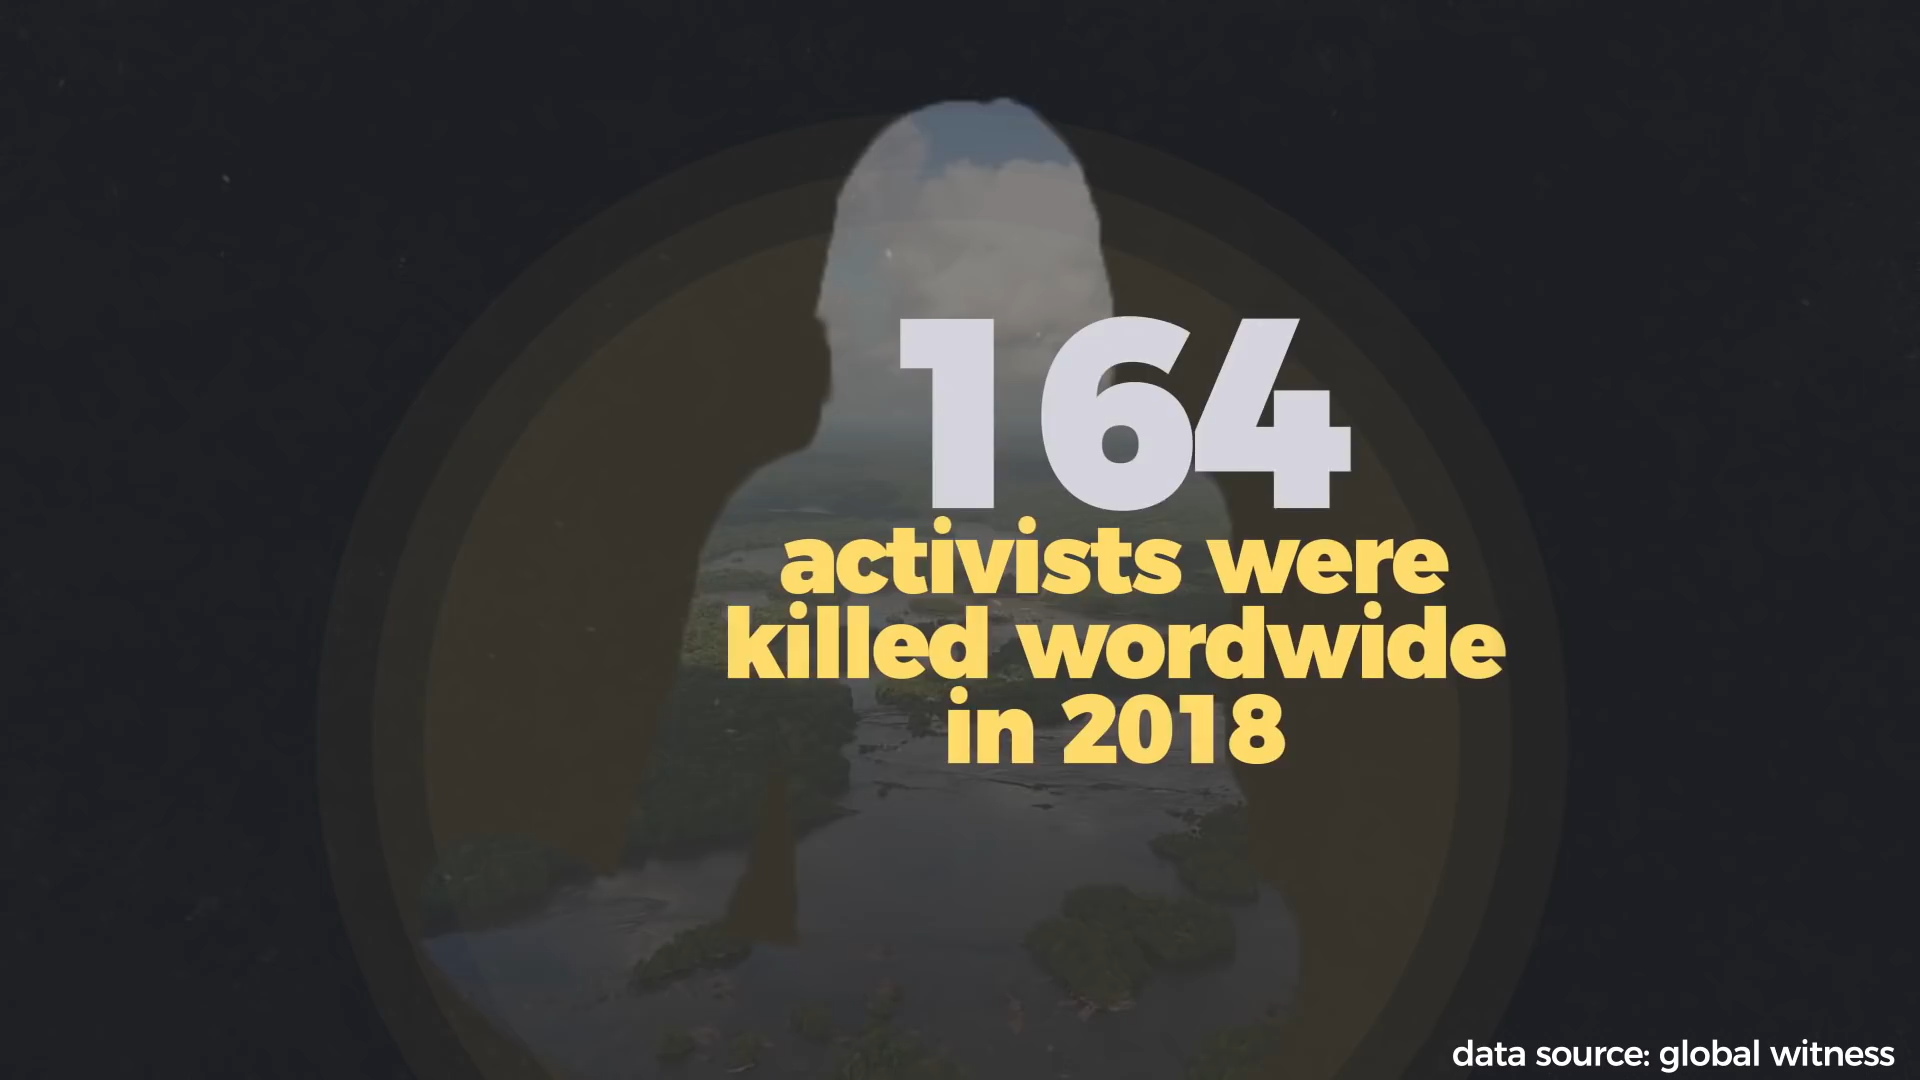 164
activists were
killed wordwide
in 2018
data source: global witness